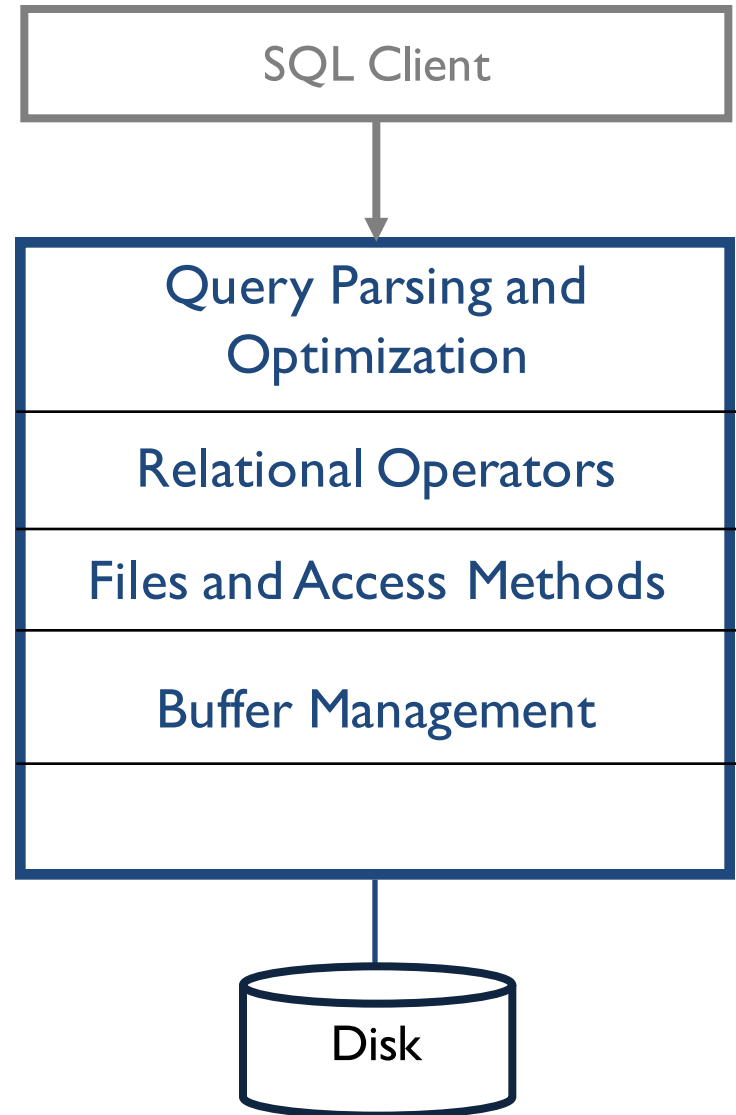 SQL Client
Query Parsing and
Optimization
Relational Operators
Files and Access Methods
Buffer Management
Disk